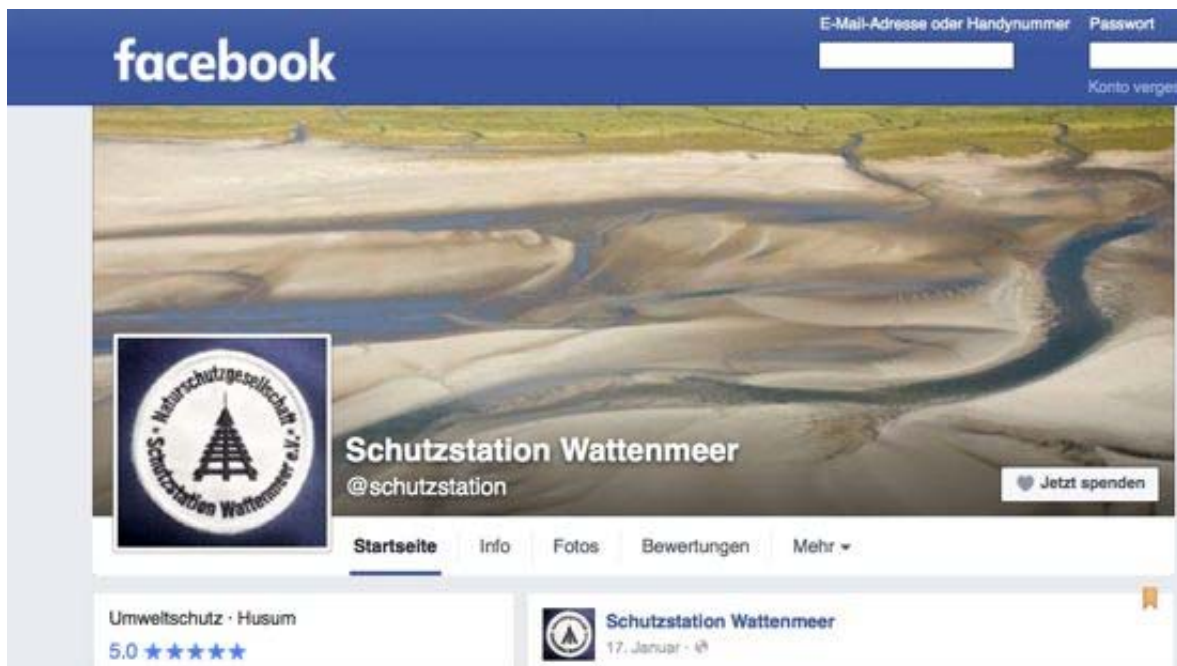 facebook
E-Mail-Adresse oder Handynummer
Passwort
Konto verges
Naturschutzgesellschaft
Schutzstation Wattenmeer e.V.
Schutzstation Wattenmeer
@schutzstation
Jetzt spenden
Startseite Info Fotos Bewertungen Mehr
Umweltschutz · Husum
5.0
Schutzstation Wattenmeer
17. Januar ·